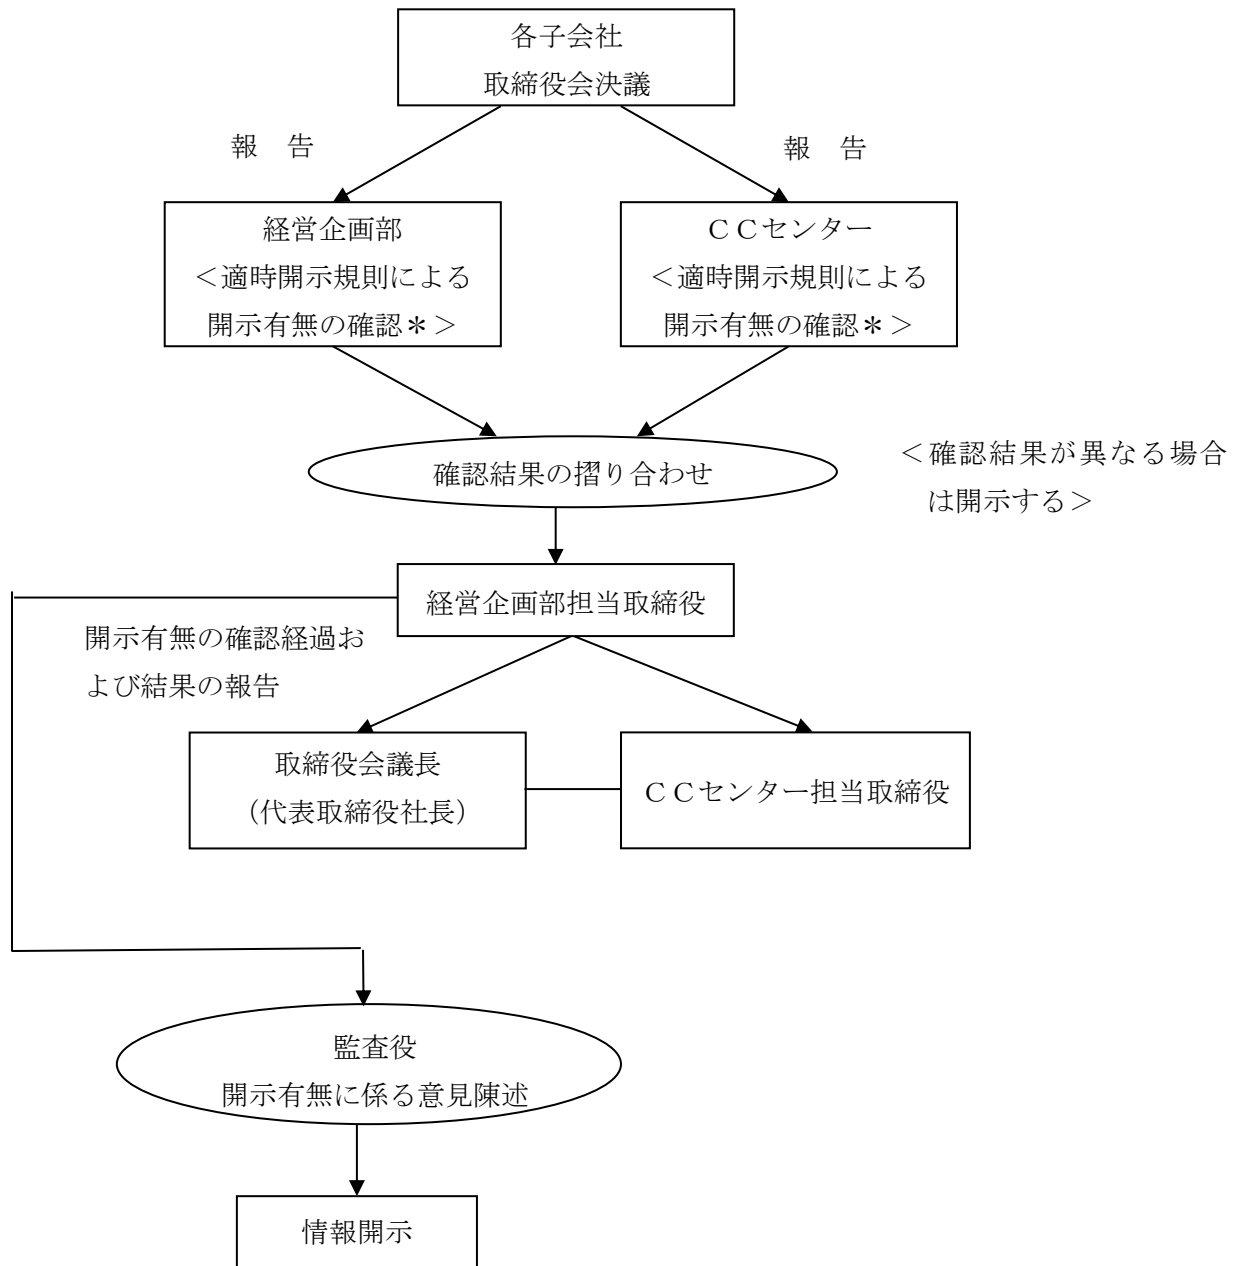 各子会社
取締役会決議
報　告
報　告
経営企画部
＜適時開示規則による
開示有無の確認＊＞
ＣＣセンター
＜適時開示規則による
開示有無の確認＊＞
確認結果の摺り合わせ
＜確認結果が異なる場合
は開示する＞
経営企画部担当取締役
開示有無の確認経過お
よび結果の報告
取締役会議長
（代表取締役社長）
ＣＣセンター担当取締役
監査役
開示有無に係る意見陳述
情報開示